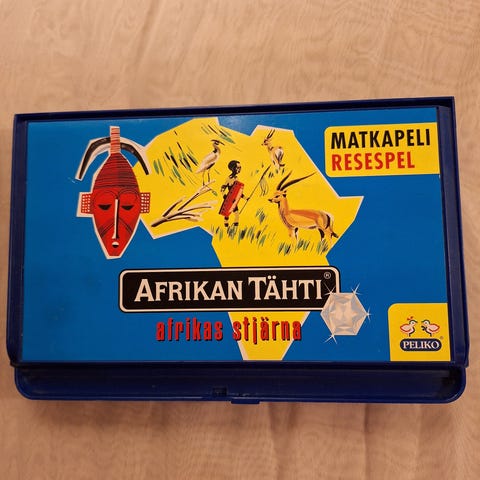 MATKAPELI
RESESPEL
AFRIKAN TÄHTI®
afrikas stjärna
PELIKO